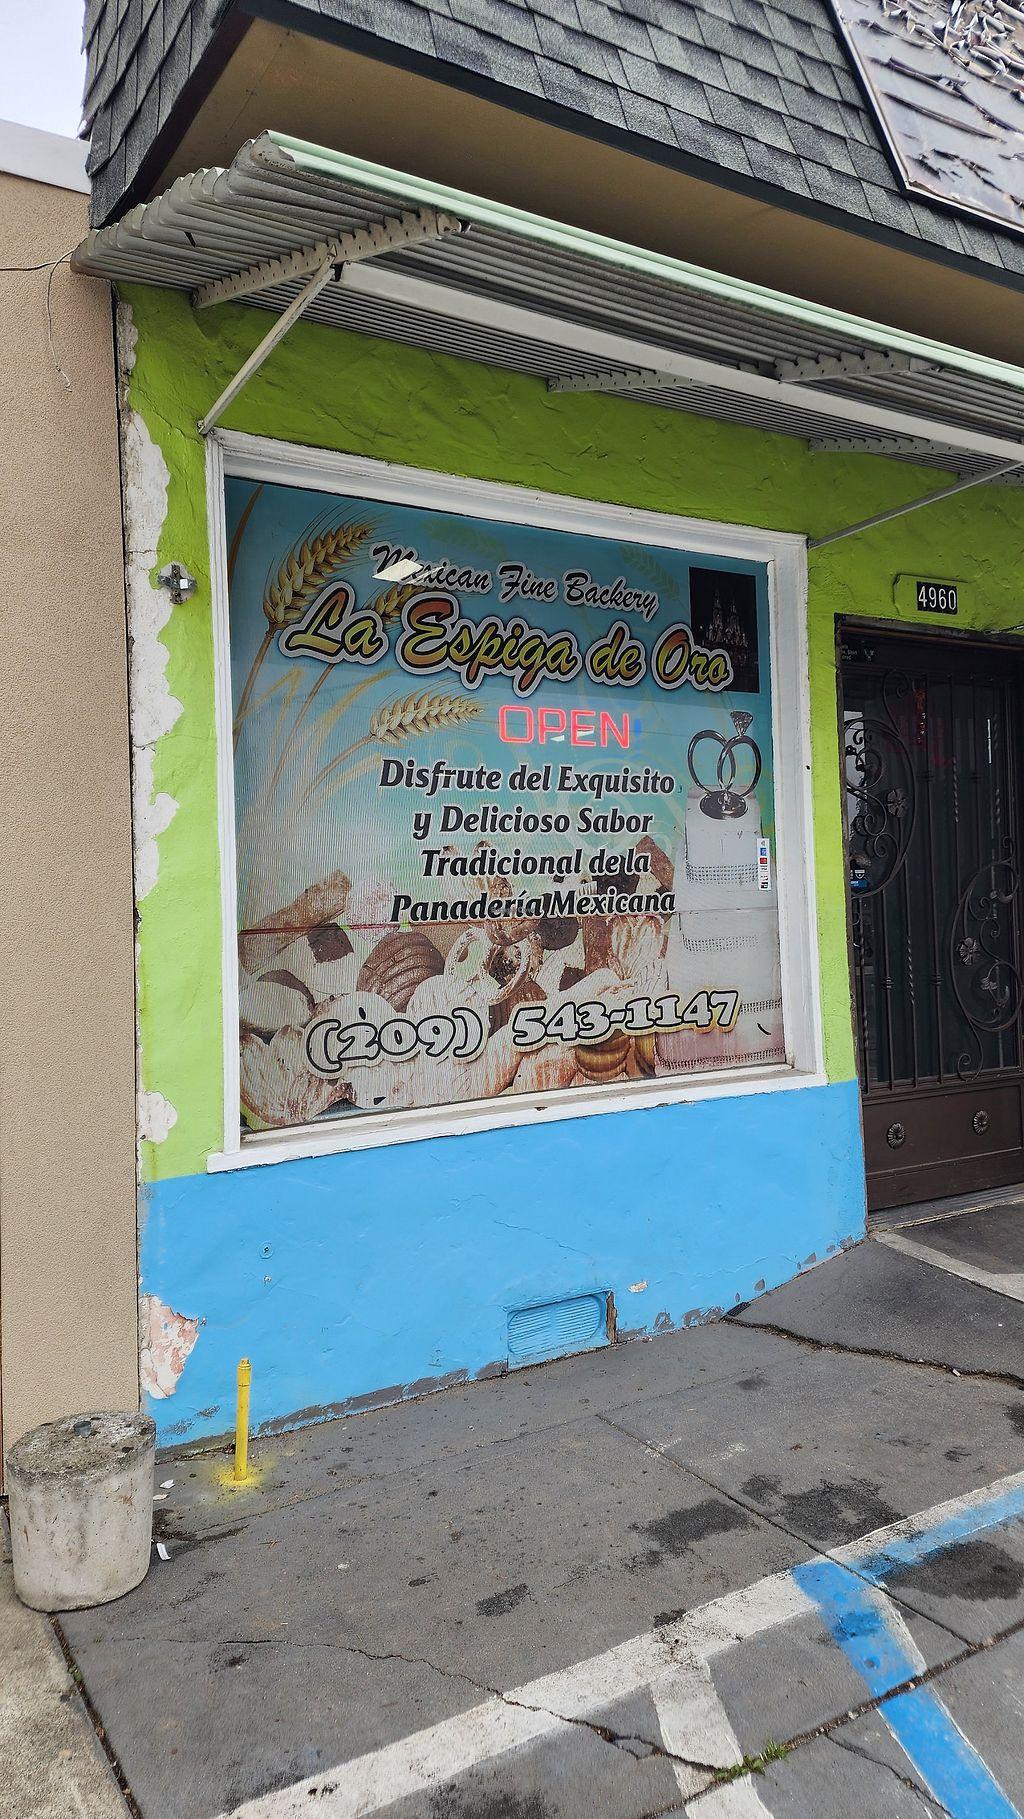 Mexican Fine Backery
La Espiga de Oro
OPEN
Disfrute del Exquisito
y Delicioso Sabor
Tradicional de la
Panadería Mexicana
(209) 543-1147
4960